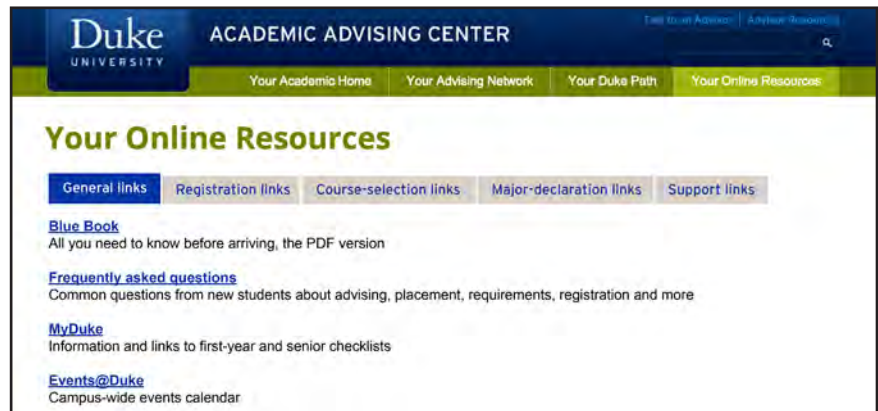 Duke
UNIVERSITY
ACADEMIC ADVISING CENTER
Your Academic Home Your Advising Network Your Duke Path Your Online Resources
Your Online Resources
General links Registration links Course-selection links Major-declaration links Support links
Blue Book
All you need to know before arriving, the PDF version
Frequently asked questions
Common questions from new students about advising, placement, requirements, registration and more
MyDuke
Information and links to first-year and senior checklists
Events@Duke
Campus-wide events calendar